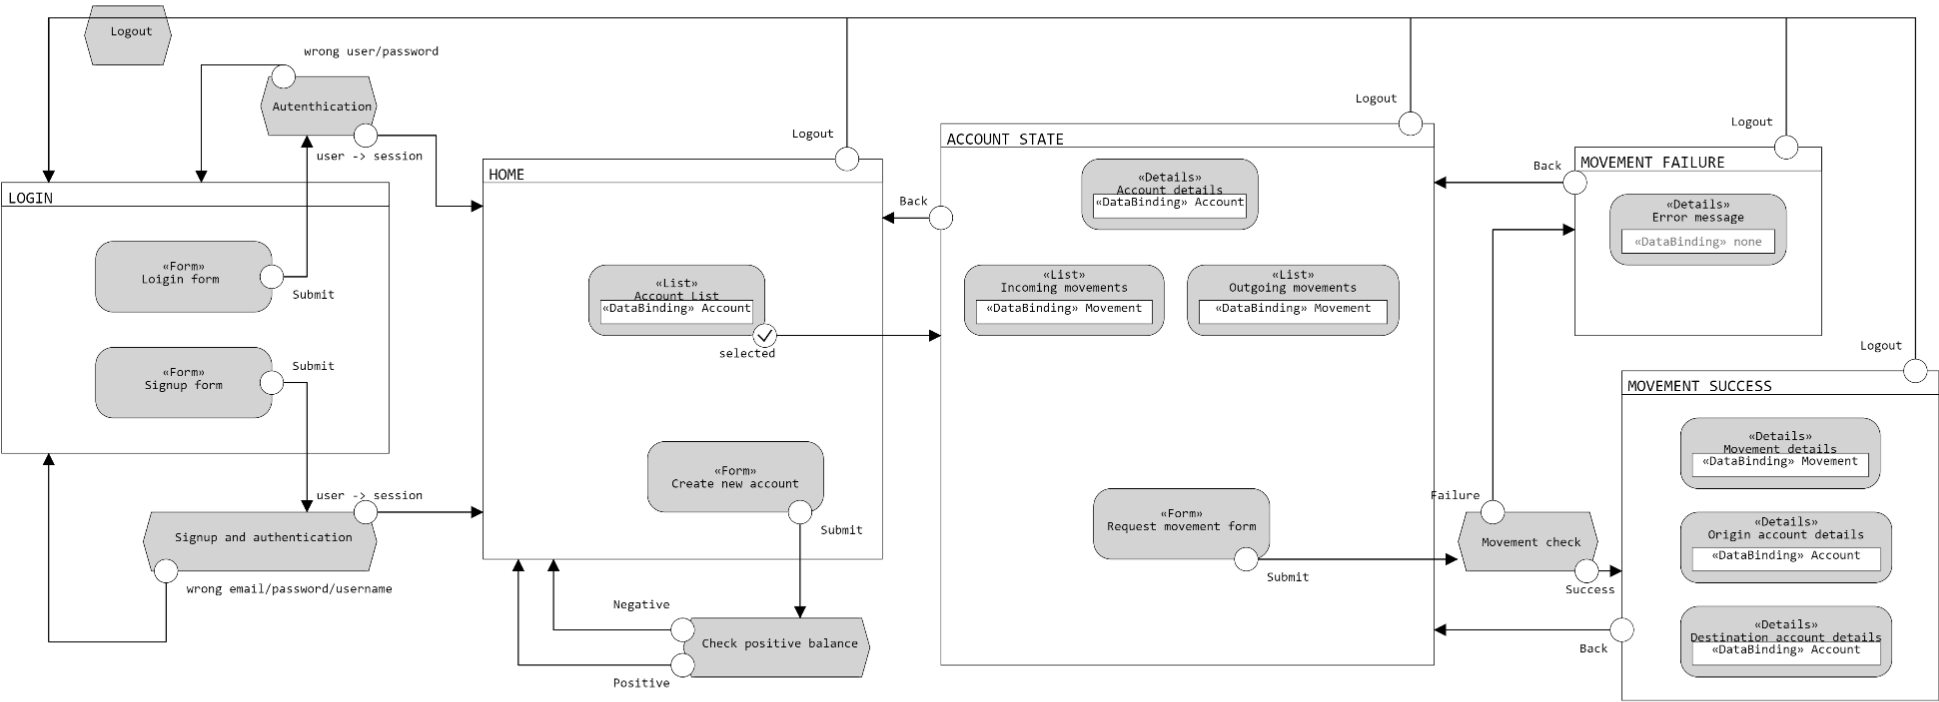 Logout
wrong user/password
Autenthication
user -> session
LOGIN
«Form»
Loigin form
Submit
«Form»
Signup form
Submit
user -> session
Signup and authentication
wrong email/password/username
Logout
HOME
«List»
Account List
«DataBinding» Account
selected
«Form»
Create new account
Submit
Negative
Check positive balance
Positive
Back
Logout
ACCOUNT STATE
«Details»
Account details
«DataBinding» Account
«List»
Incoming movements
«DataBinding» Movement
«List»
Outgoing movements
«DataBinding» Movement
«Form»
Request movement form
Submit
Failure
Movement check
Success
Logout
Back
MOVEMENT FAILURE
«Details»
Error message
«DataBinding» none
Logout
MOVEMENT SUCCESS
«Details»
Movement details
«DataBinding» Movement
«Details»
Origin account details
«DataBinding» Account
«Details»
Destination account details
«DataBinding» Account
Back